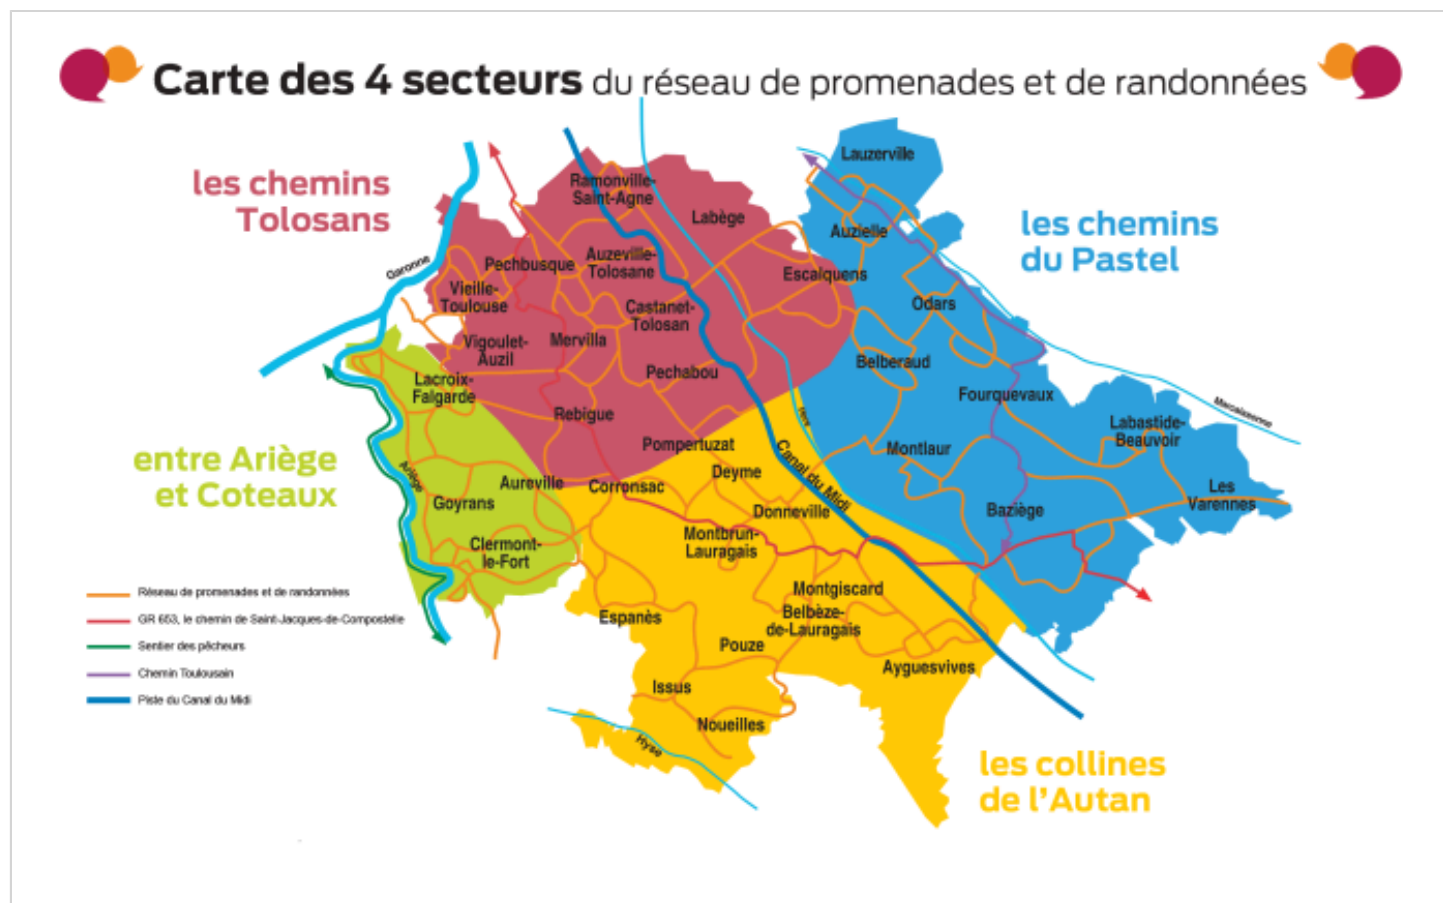 Carte des 4 secteurs du réseau de promenades et de randonnées
les chemins
Tolosans
les chemins
du Pastel
entre Ariège
et Coteaux
les collines
de l'Autan
Lauzerville
Ramonville-
Saint-Agne
Labège
Auzielle
Garonne
Pechbusque
Auzeville-
Tolosane
Escalquens
Vieille-
Toulouse
Castanet-
Tolosan
Odars
Vigoulet-
Auzil
Mervilla
Pechabou
Belberaud
Lacroix-
Falgarde
Fourquevaux
Rebigue
Hers
Labastide-
Beauvoir
Pompertuzat
Montlaur
Canal du Midi
Deyme
Ariège
Aureville
Corronsac
Goyrans
Donneville
Baziège
Les
Varennes
Montbrun-
Lauragais
Clermont-
le-Fort
Montgiscard
Espanès
Belbèze-
de-Lauragais
Pouze
Ayguesvives
Issus
Noueilles
Hyse
Réseau de promenades et de randonnées
GR 653, le chemin de Saint-Jacques-de-Compostelle
Sentier des pêcheurs
Chemin Toulousain
Piste du Canal du Midi